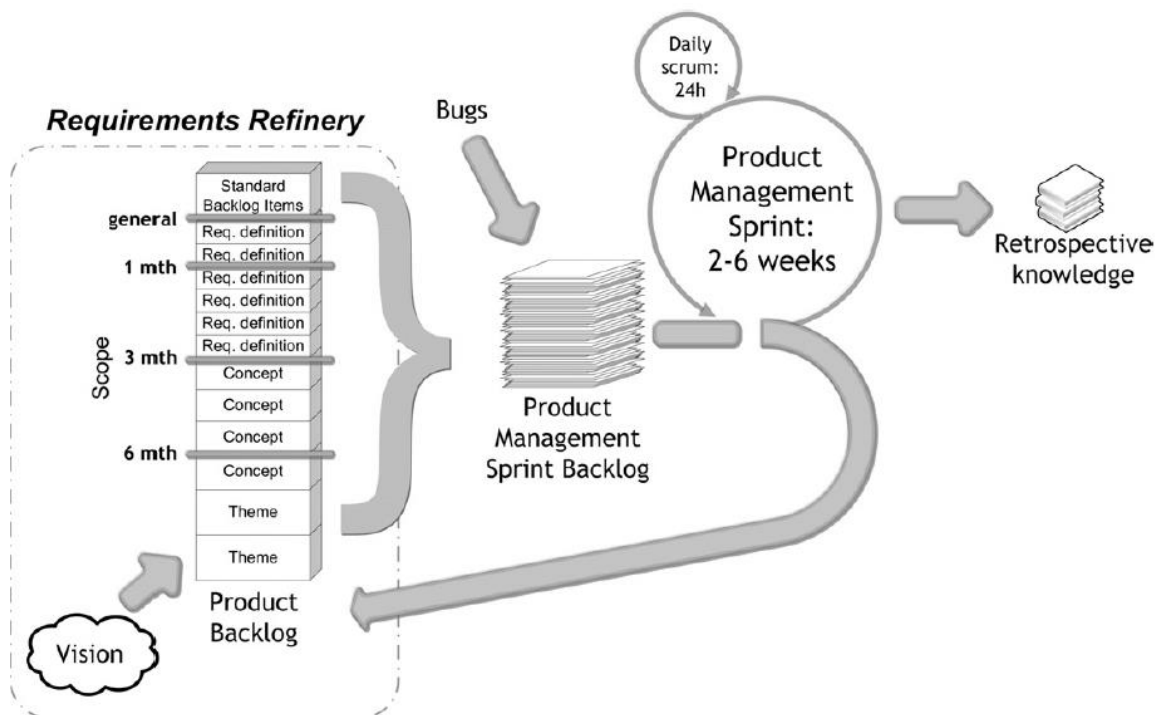 Requirements Refinery
Scope
general
1 mth
3 mth
6 mth
Standard
Backlog Items
Req. definition
Req. definition
Req. definition
Req. definition
Req. definition
Req. definition
Concept
Concept
Concept
Concept
Theme
Theme
Product
Backlog
Vision
Bugs
Product
Management
Sprint Backlog
Daily
scrum:
24h
Product
Management
Sprint:
2-6 weeks
Retrospective
knowledge